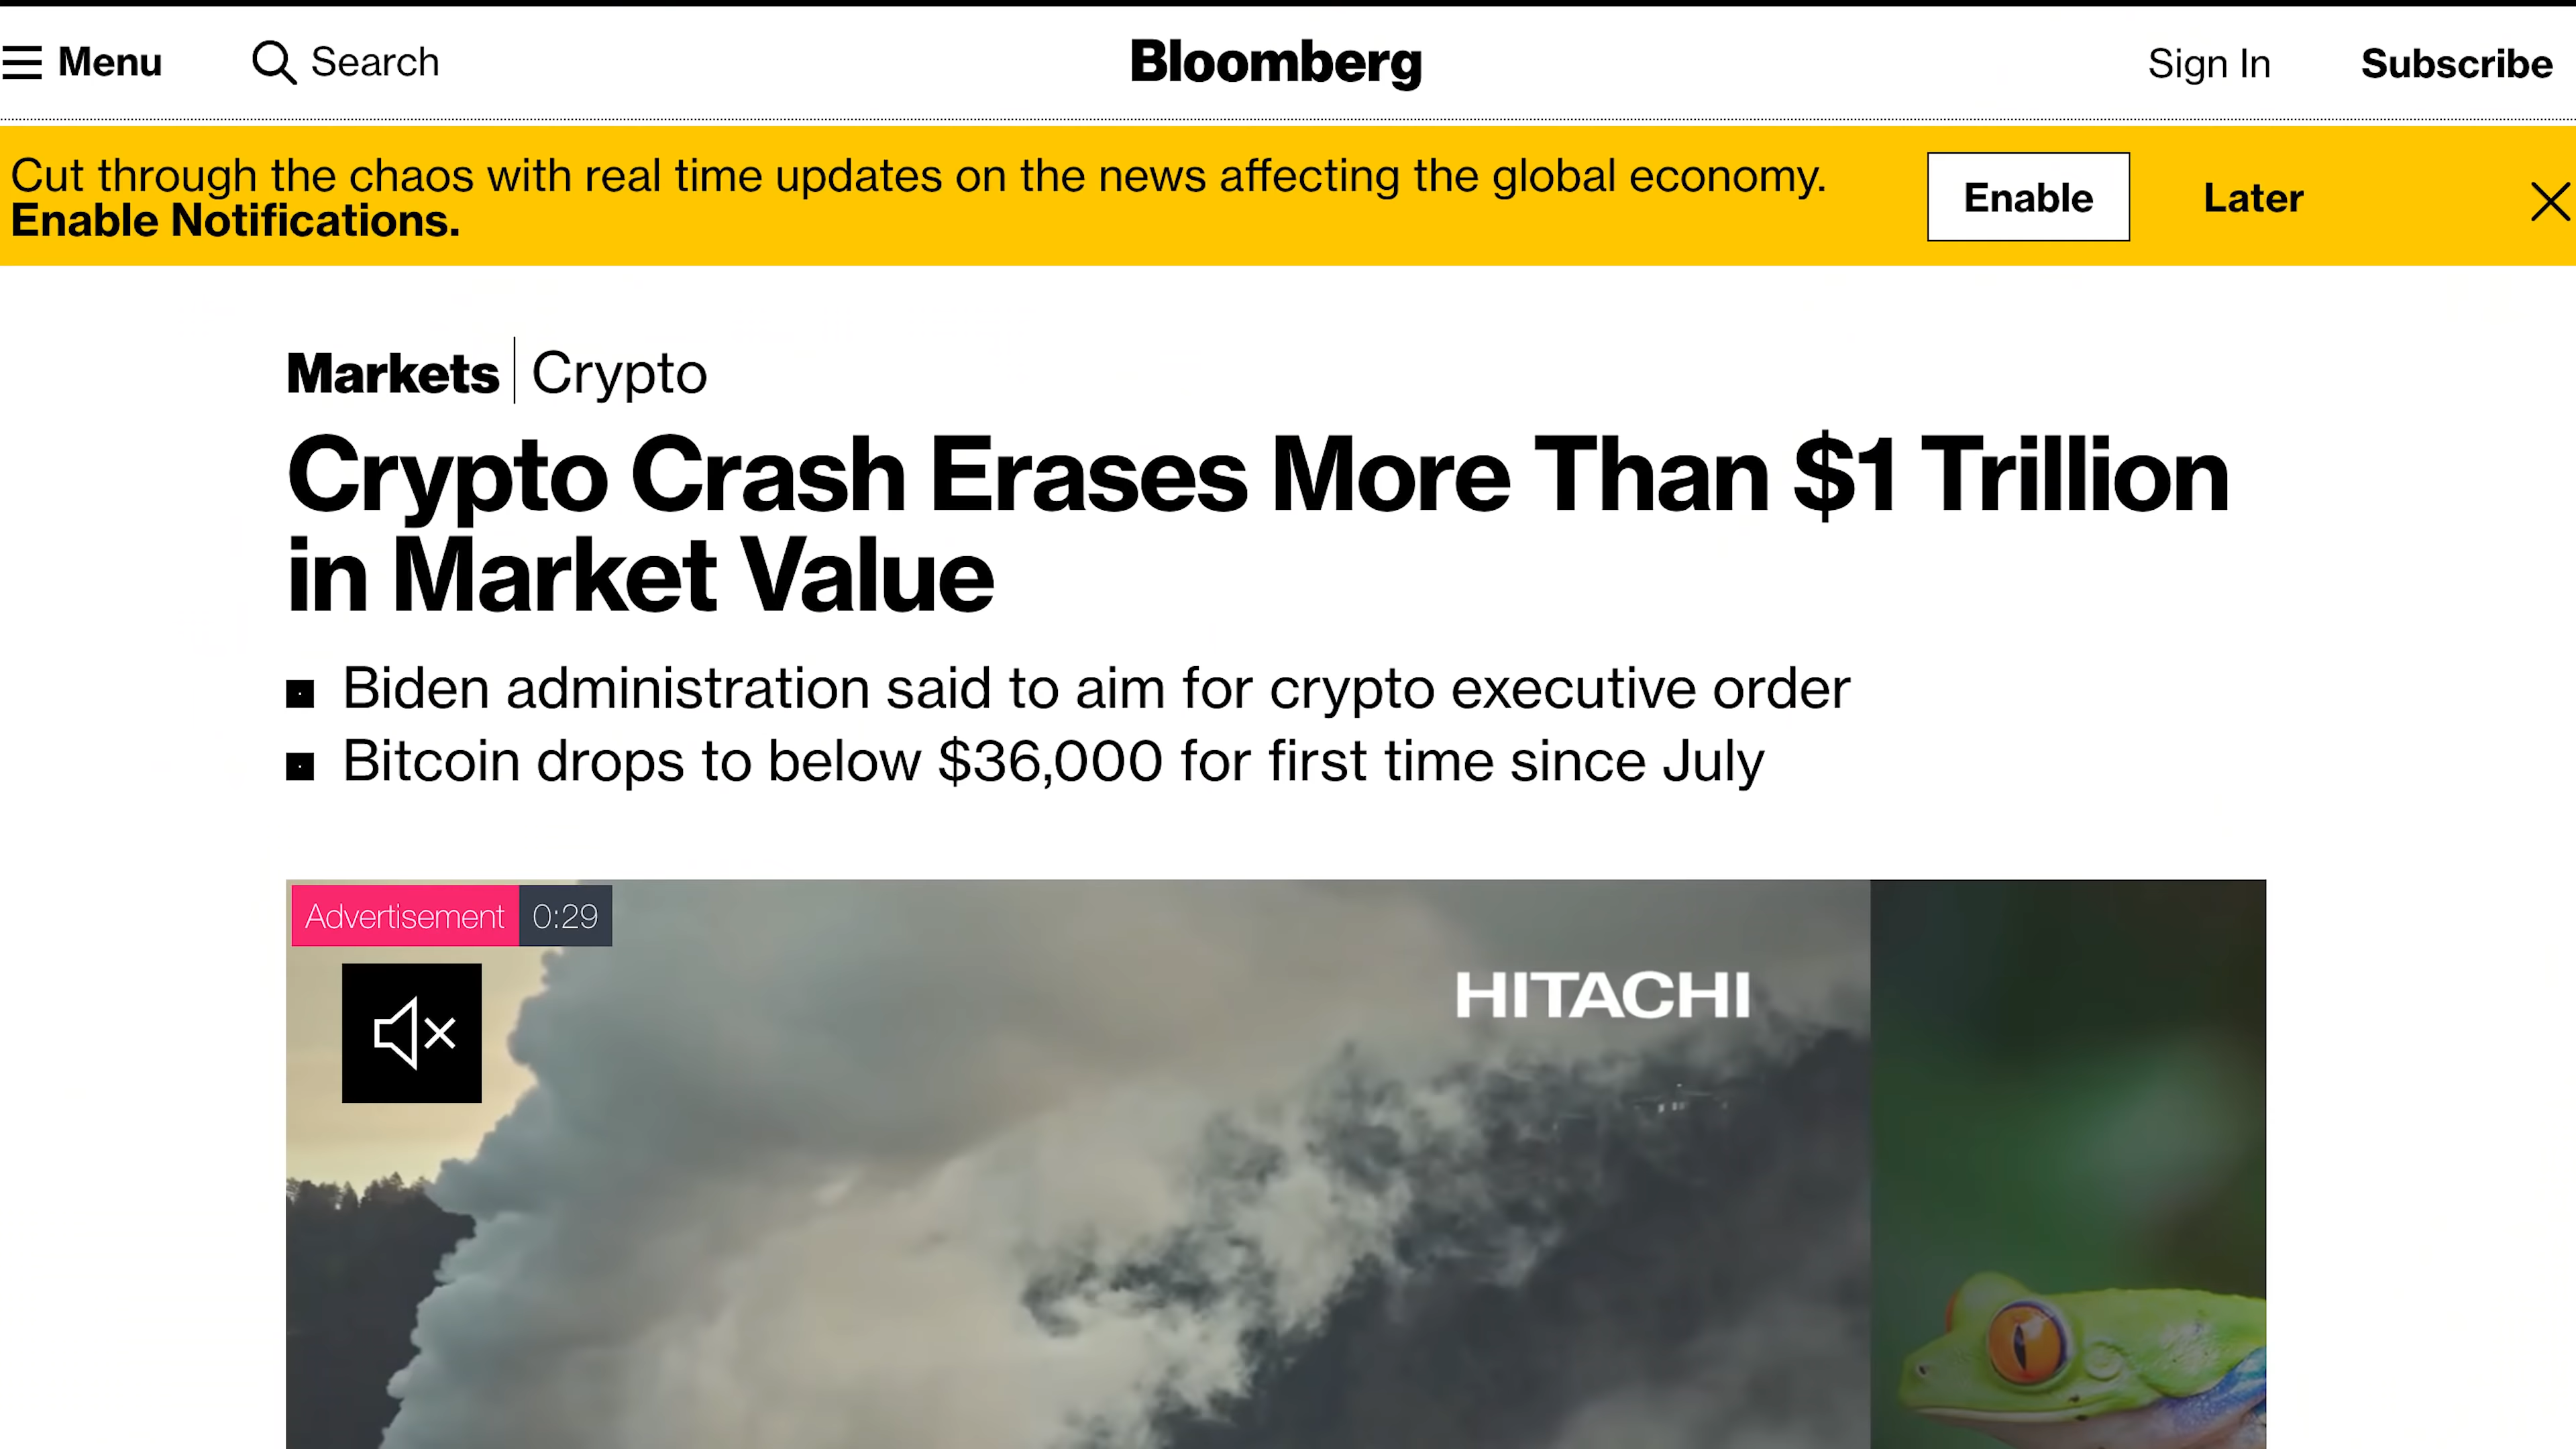 Menu
Search
Bloomberg
Sign In
Subscribe
Cut through the chaos with real time updates on the news affecting the global economy.
Enable Notifications.
Enable
Later
Markets
Crypto
Crypto Crash Erases More Than $1 Trillion
in Market Value
Biden administration said to aim for crypto executive order
Bitcoin drops to below $36,000 for first time since July
Advertisement
0:29
HITACHI